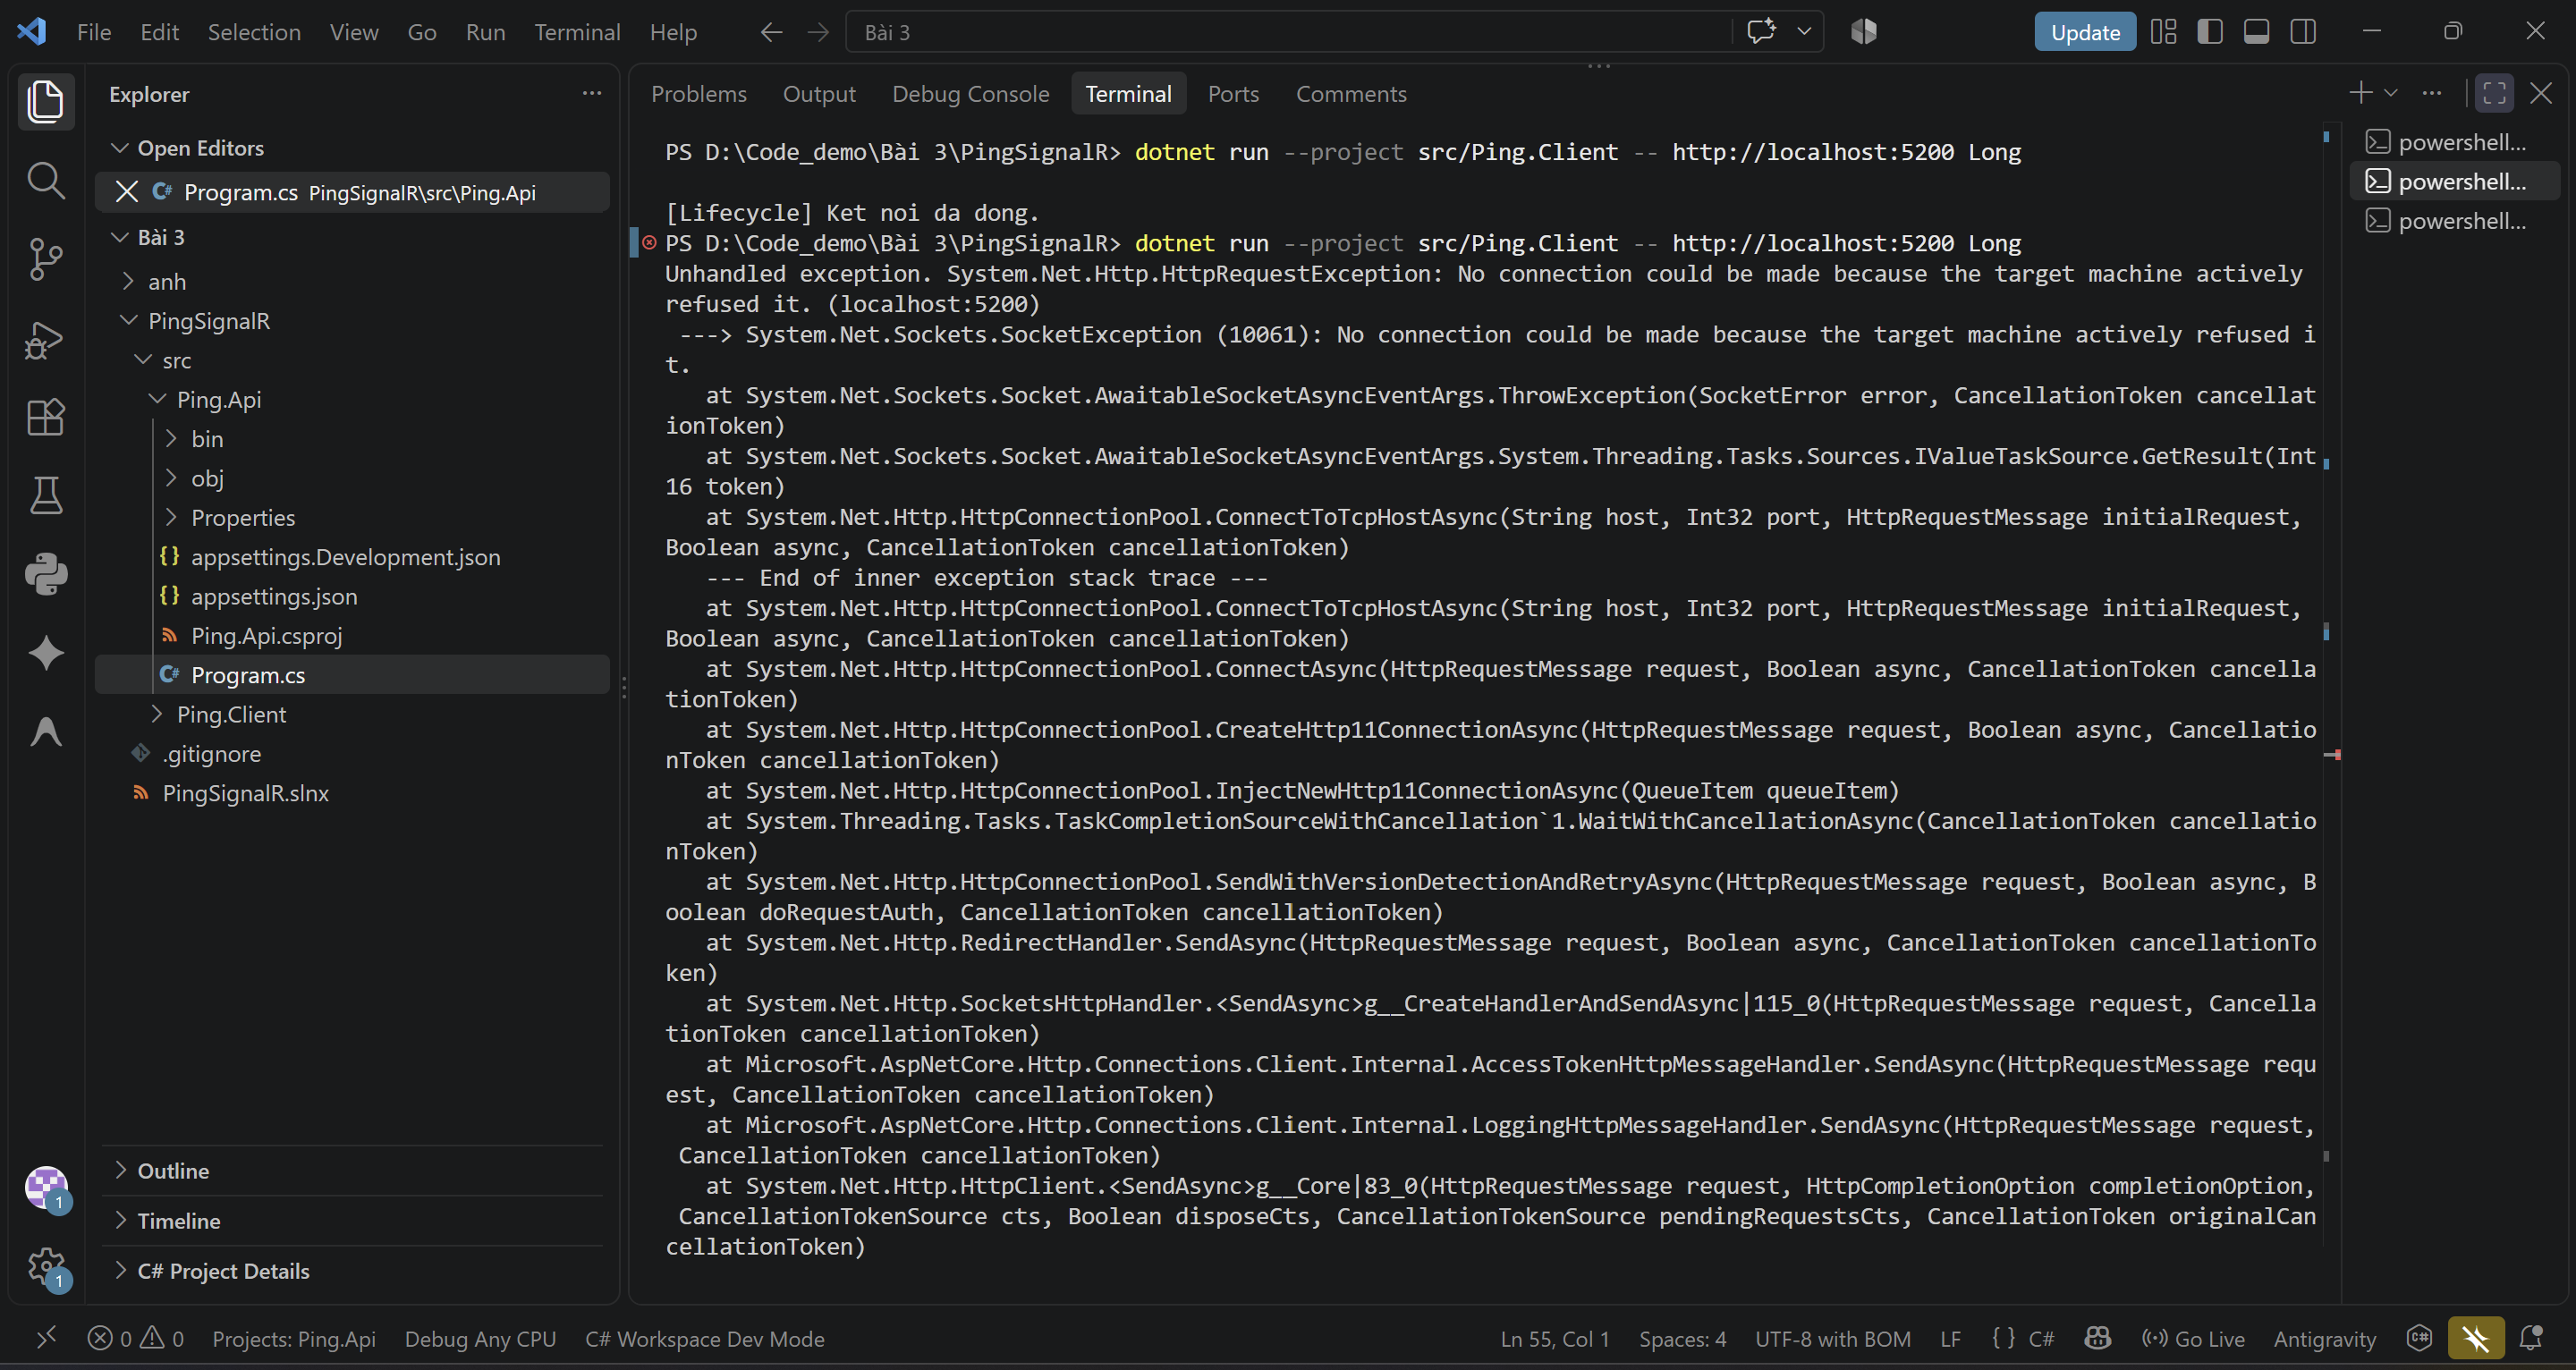 File Edit Selection View Go Run Terminal Help
Bài 3
Update
Explorer
Open Editors
Program.cs PingSignalR\src\Ping.Api
Bài 3
anh
PingSignalR
src
Ping.Api
bin
obj
Properties
{} appsettings.Development.json
{} appsettings.json
Ping.Api.csproj
C# Program.cs
Ping.Client
.gitignore
PingSignalR.slnx
Outline
Timeline
C# Project Details
1
1
Problems Output Debug Console Terminal Ports Comments
PS D:\Code_demo\Bài 3\PingSignalR> dotnet run --project src/Ping.Client -- http://localhost:5200 Long
[Lifecycle] Ket noi da dong.
PS D:\Code_demo\Bài 3\PingSignalR> dotnet run --project src/Ping.Client -- http://localhost:5200 Long
Unhandled exception. System.Net.Http.HttpRequestException: No connection could be made because the target machine actively
refused it. (localhost:5200)
---> System.Net.Sockets.SocketException (10061): No connection could be made because the target machine actively refused i
t.
at System.Net.Sockets.Socket.AwaitableSocketAsyncEventArgs.ThrowException(SocketError error, CancellationToken cancellat
ionToken)
at System.Net.Sockets.Socket.AwaitableSocketAsyncEventArgs.System.Threading.Tasks.Sources.IValueTaskSource.GetResult(Int
16 token)
at System.Net.Http.HttpConnectionPool.ConnectToTcpHostAsync(String host, Int32 port, HttpRequestMessage initialRequest,
Boolean async, CancellationToken cancellationToken)
--- End of inner exception stack trace ---
at System.Net.Http.HttpConnectionPool.ConnectToTcpHostAsync(String host, Int32 port, HttpRequestMessage initialRequest,
Boolean async, CancellationToken cancellationToken)
at System.Net.Http.HttpConnectionPool.ConnectAsync(HttpRequestMessage request, Boolean async, CancellationToken cancella
tionToken)
at System.Net.Http.HttpConnectionPool.CreateHttp11ConnectionAsync(HttpRequestMessage request, Boolean async, Cancellatio
nToken cancellationToken)
at System.Net.Http.HttpConnectionPool.InjectNewHttp11ConnectionAsync(QueueItem queueItem)
at System.Threading.Tasks.TaskCompletionSourceWithCancellation`1.WaitWithCancellationAsync(CancellationToken cancellatio
nToken)
at System.Net.Http.HttpConnectionPool.SendWithVersionDetectionAndRetryAsync(HttpRequestMessage request, Boolean async, B
oolean doRequestAuth, CancellationToken cancellationToken)
at System.Net.Http.RedirectHandler.SendAsync(HttpRequestMessage request, Boolean async, CancellationToken cancellationTo
ken)
at System.Net.Http.SocketsHttpHandler.<SendAsync>g__CreateHandlerAndSendAsync|115_0(HttpRequestMessage request, Cancella
tionToken cancellationToken)
at Microsoft.AspNetCore.Http.Connections.Client.Internal.AccessTokenHttpMessageHandler.SendAsync(HttpRequestMessage requ
est, CancellationToken cancellationToken)
at Microsoft.AspNetCore.Http.Connections.Client.Internal.LoggingHttpMessageHandler.SendAsync(HttpRequestMessage request,
CancellationToken cancellationToken)
at System.Net.Http.HttpClient.<SendAsync>g__Core|83_0(HttpRequestMessage request, HttpCompletionOption completionOption,
CancellationTokenSource cts, Boolean disposeCts, CancellationTokenSource pendingRequestsCts, CancellationToken originalCan
cellationToken)
powershell...
powershell...
powershell...
0 0 Projects: Ping.Api Debug Any CPU C# Workspace Dev Mode
Ln 55, Col 1 Spaces: 4 UTF-8 with BOM LF {} C# Go Live Antigravity